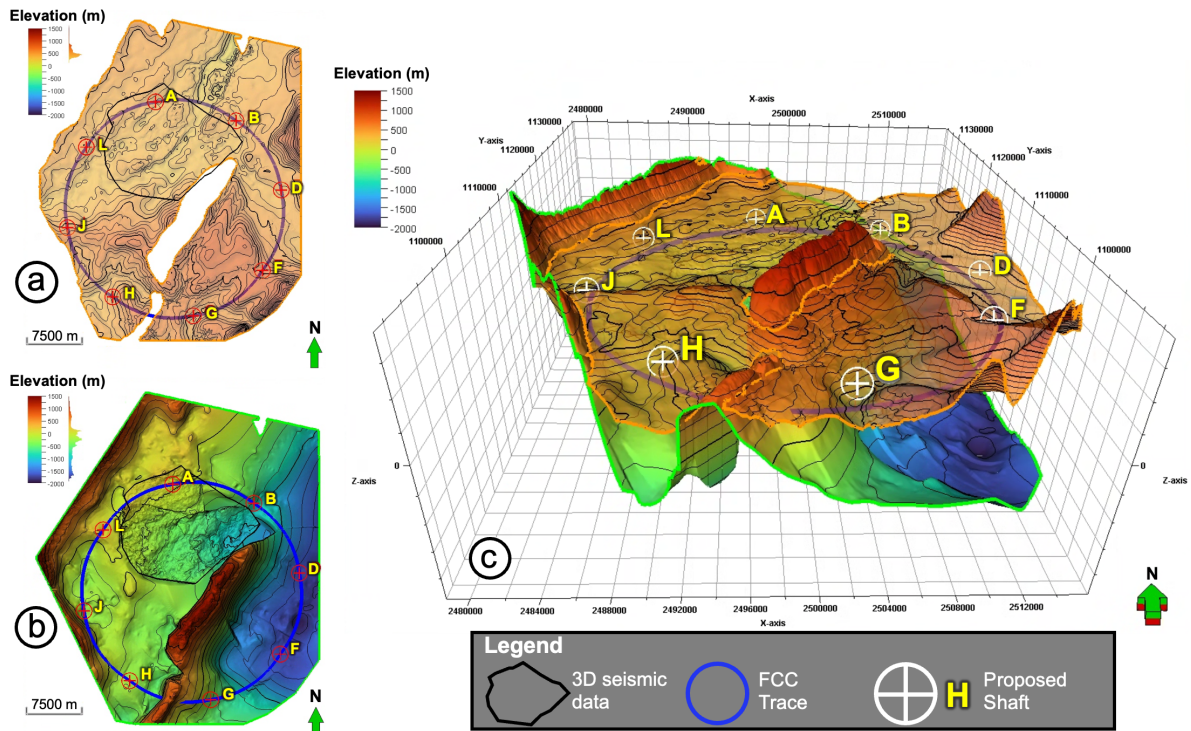 Elevation (m)
1500
1000
500
0
-500
-1000
-1500
-2000
A
B
L
D
J
F
H
G
a
7500 m
N
Elevation (m)
1500
1000
500
0
-500
-1000
-1500
-2000
A
B
L
D
J
F
H
G
b
7500 m
N
Elevation (m)
1500
1000
500
0
-500
-1000
-1500
-2000
X-axis
2480000
2490000
2500000
2510000
1130000
1130000
Y-axis
Y-axis
1120000
1120000
1110000
1110000
1100000
1100000
A
B
L
D
J
F
H
G
0
0
Z-axis
Z-axis
c
2480000
2484000
2488000
2492000
2496000
2500000
2504000
2508000
2512000
X-axis
N
Legend
3D seismic
data
FCC
Trace
H
Proposed
Shaft